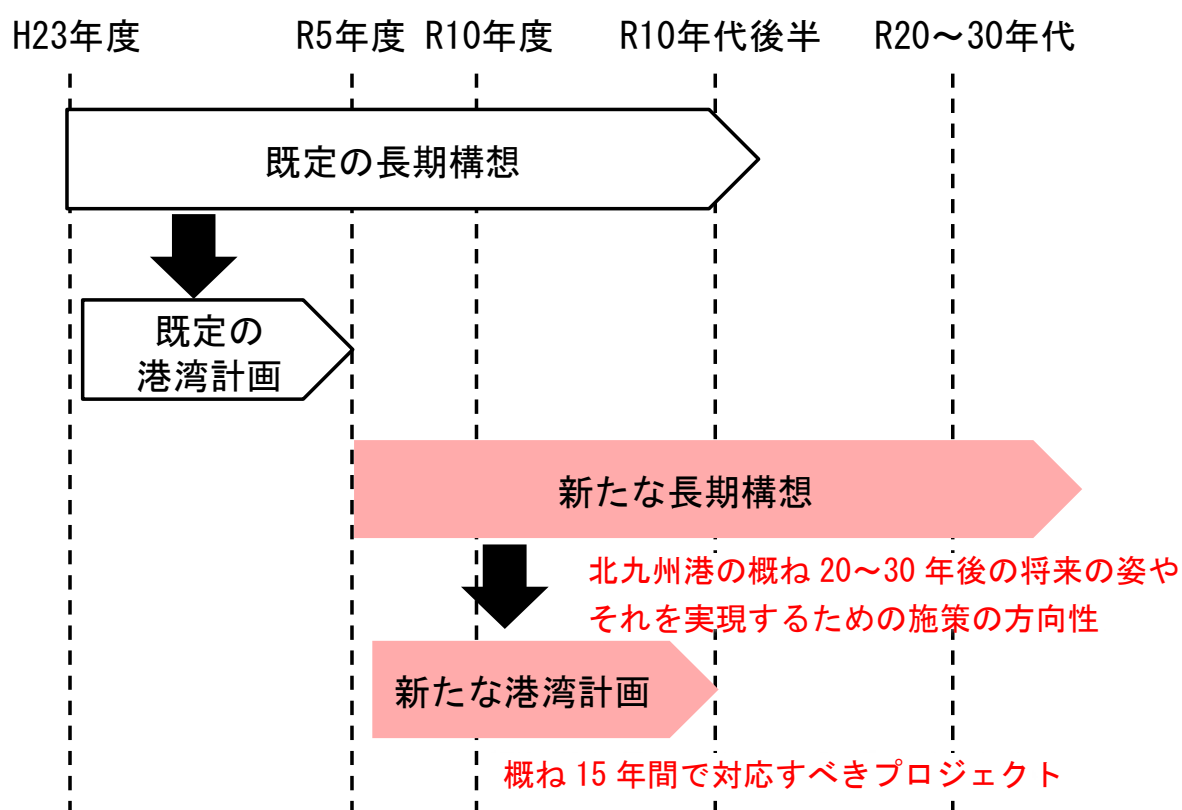 H23年度
R5年度
R10年度
R10年代後半
R20～30年代
既定の長期構想
既定の
港湾計画
新たな長期構想
北九州港の概ね 20～30 年後の将来の姿や
それを実現するための施策の方向性
新たな港湾計画
概ね 15 年間で対応すべきプロジェクト